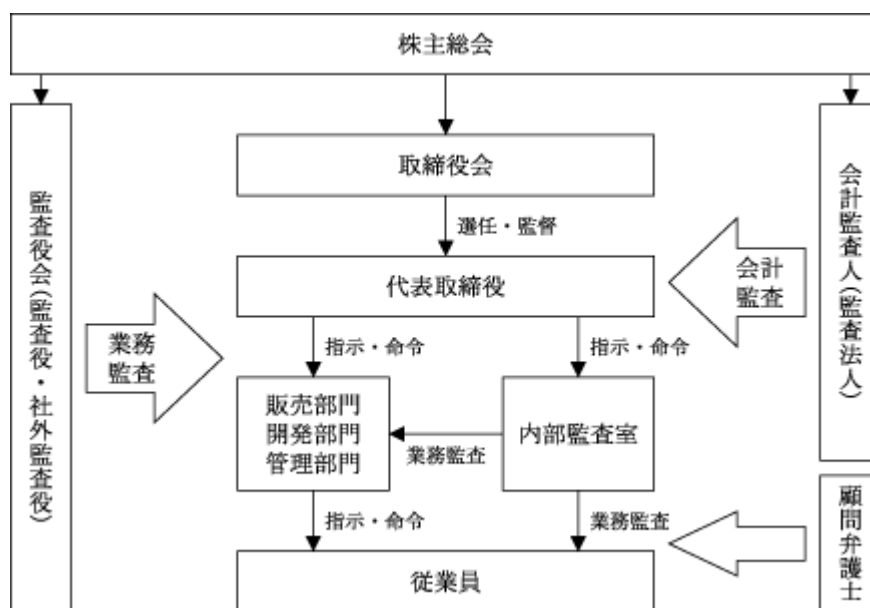 株主総会
取締役会
選任・監督
代表取締役
監査役会(監査役・社外監査役)
業務
監査
会計
監査
会計監査人(監査法人)
指示・命令
指示・命令
販売部門
開発部門
管理部門
業務監査
内部監査室
指示・命令
業務監査
顧問弁護士
従業員